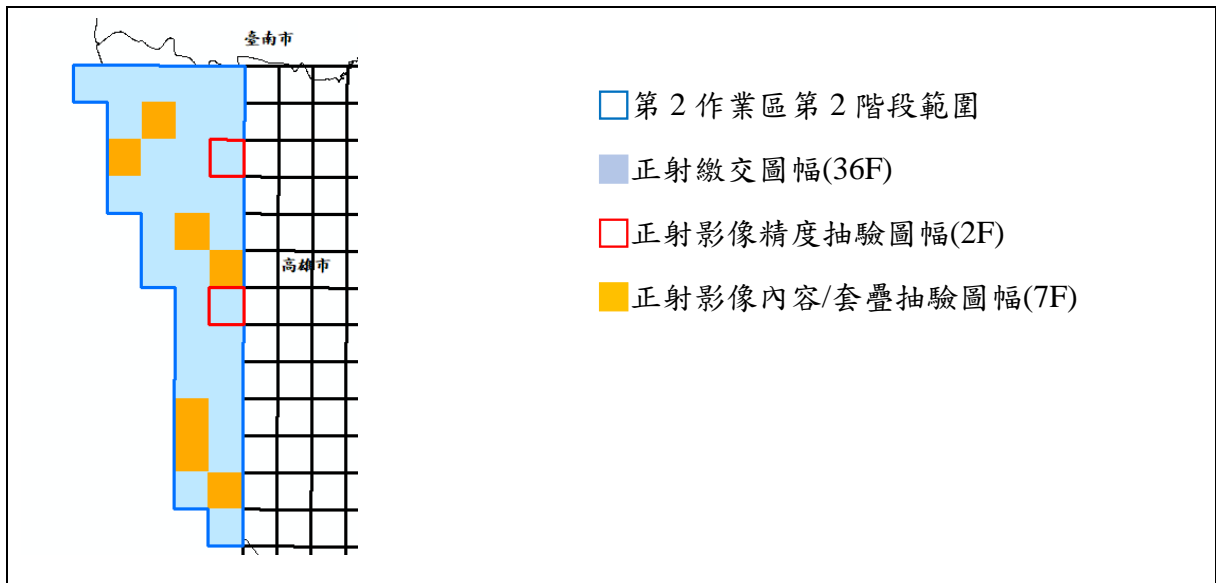 臺南市
高雄市
第 2 作業區第 2 階段範圍
正射繳交圖幅(36F)
正射影像精度抽驗圖幅(2F)
正射影像內容/套疊抽驗圖幅(7F)